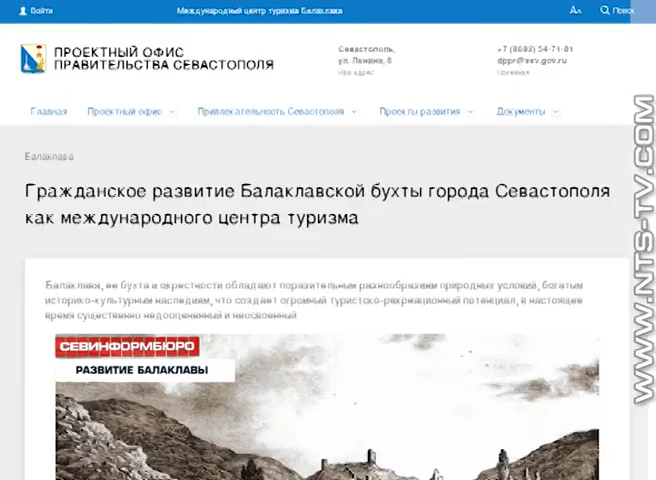 Войти
Международный центр туризма Балаклава
Aa
Поиск
ПРОЕКТНЫЙ ОФИС
ПРАВИТЕЛЬСТВА СЕВАСТОПОЛЯ
Севастополь,
ул. Ленина, 6
Наш адрес
+7 (8692) 54-71-81
dppr@sev.gov.ru
Приемная
Главная
Проектный офис
Привлекательность Севастополя
Проекты развития
Документы
Балаклава
Гражданское развитие Балаклавской бухты города Севастополя
как международного центра туризма
Балаклава, ее бухта и окрестности обладают поразительным разнообразием природных условий, богатым
историко-культурным наследием, что создает огромный туристско-рекреационный потенциал, в настоящее
время существенно недооцененный и неосвоенный.
СЕВИНФОРМБЮРО
РАЗВИТИЕ БАЛАКЛАВЫ
WWW.NTS-TV.COM